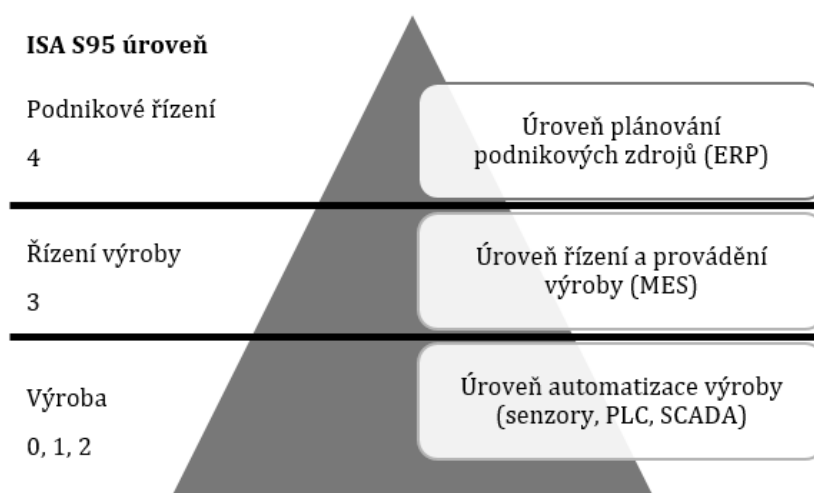 ISA S95 úroveň
Podnikové řízení
4
Úroveň plánování
podnikových zdrojů (ERP)
Řízení výroby
3
Úroveň řízení a provádění
výroby (MES)
Výroba
0, 1, 2
Úroveň automatizace výroby
(senzory, PLC, SCADA)